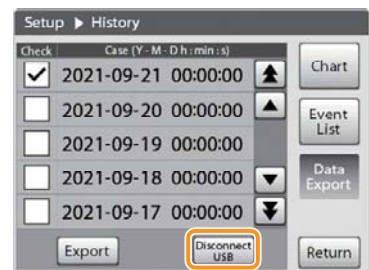 Setup ▶ History
Check Case (Y - M - D h : min : s)
2021-09-21 00:00:00
2021-09-20 00:00:00
2021-09-19 00:00:00
2021-09-18 00:00:00
2021-09-17 00:00:00
Export
Disconnect
USB
Chart
Event
List
Data
Export
Return